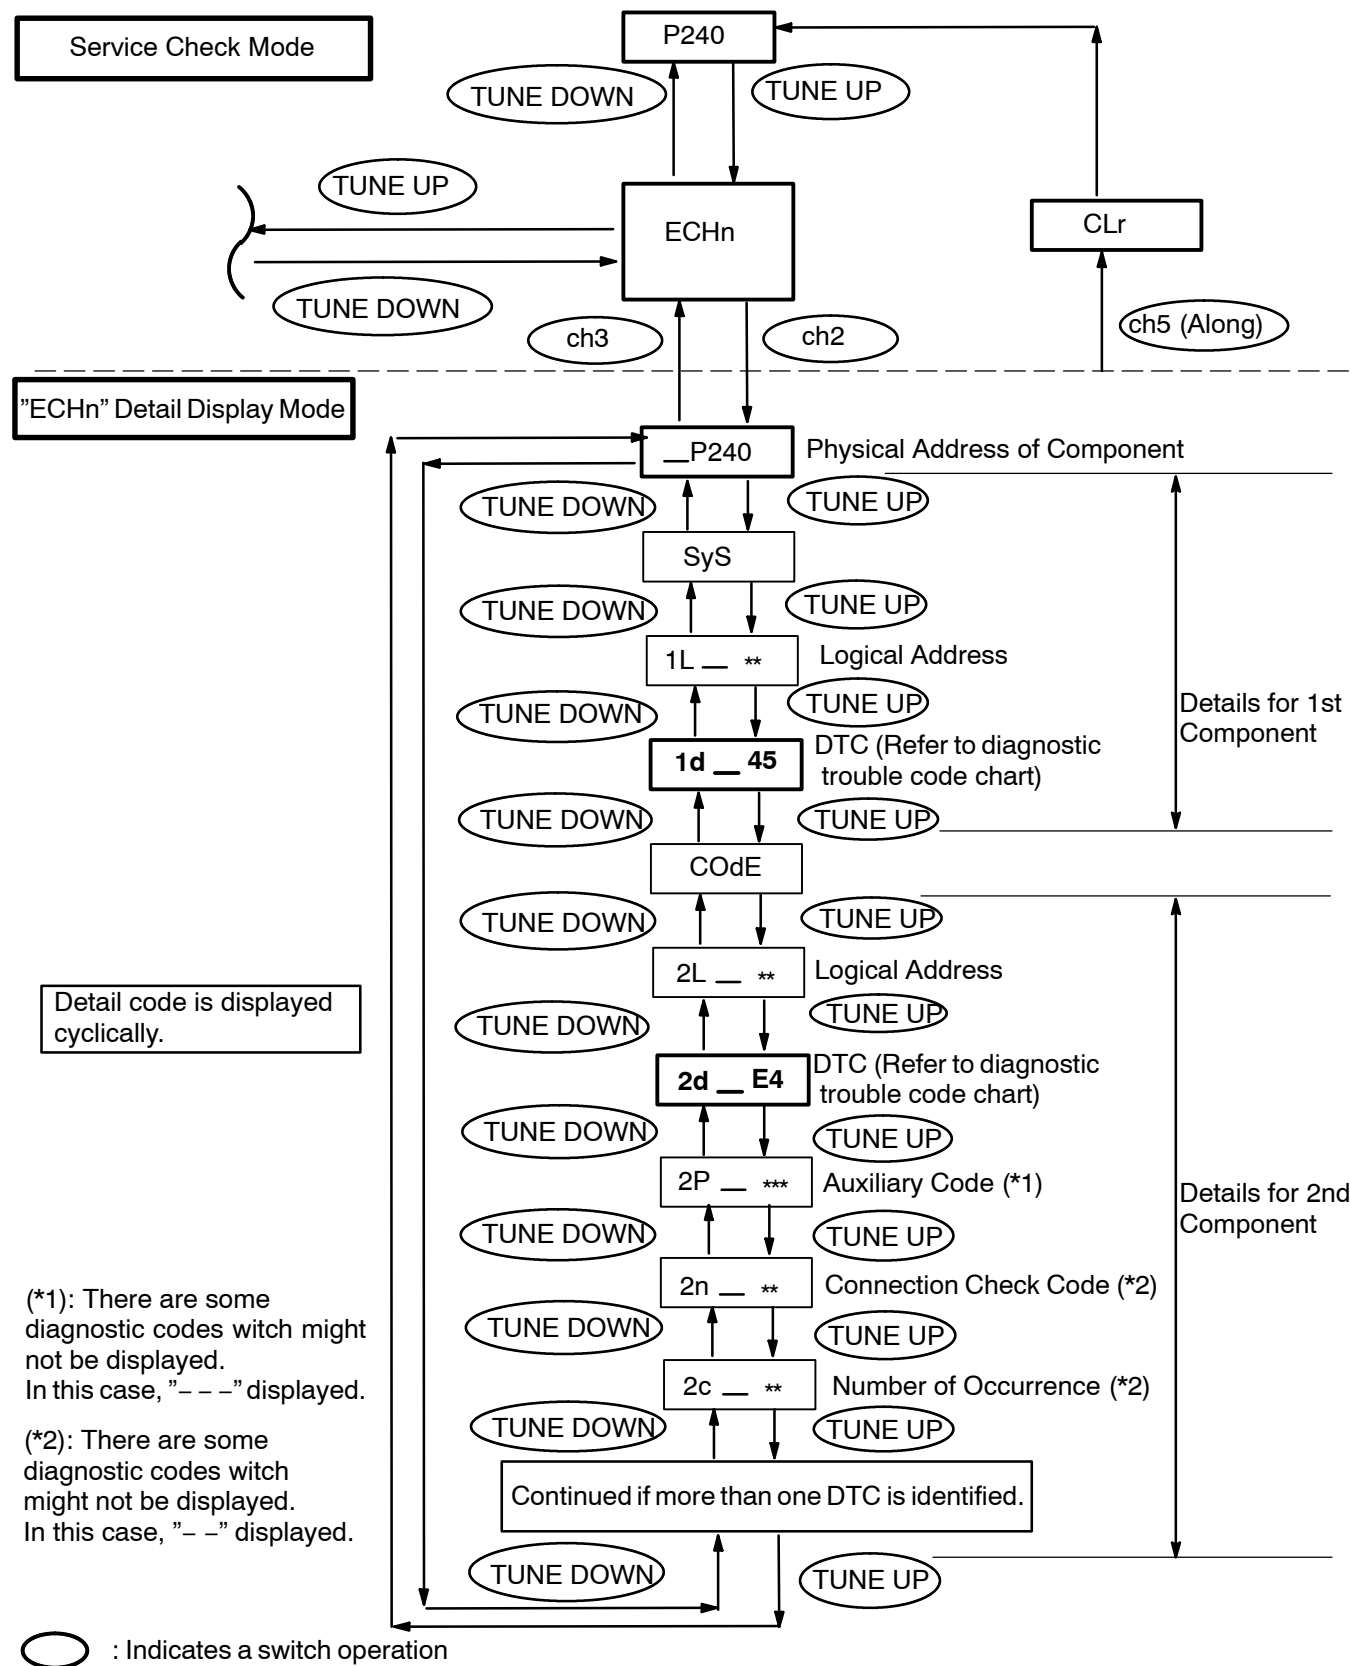 Service Check Mode
P240
TUNE DOWN
TUNE UP
TUNE UP
ECHn
CLr
TUNE DOWN
ch3
ch2
ch5 (Along)
"ECHn" Detail Display Mode
__P240
Physical Address of Component
TUNE DOWN
TUNE UP
SyS
TUNE DOWN
TUNE UP
1L __ **
Logical Address
TUNE DOWN
TUNE UP
Details for 1st
Component
1d __ 45
DTC (Refer to diagnostic
trouble code chart)
TUNE DOWN
TUNE UP
COdE
TUNE DOWN
TUNE UP
2L __ **
Logical Address
Detail code is displayed
cyclically.
TUNE DOWN
TUNE UP
2d __ E4
DTC (Refer to diagnostic
trouble code chart)
TUNE DOWN
TUNE UP
2P __ ***
Auxiliary Code (*1)
Details for 2nd
Component
TUNE DOWN
TUNE UP
2n __ **
Connection Check Code (*2)
(*1): There are some
diagnostic codes witch might
not be displayed.
In this case, "– – –" displayed.
TUNE DOWN
TUNE UP
2c __ **
Number of Occurrence (*2)
TUNE DOWN
TUNE UP
(*2): There are some
diagnostic codes witch
might not be displayed.
In this case, "– –" displayed.
Continued if more than one DTC is identified.
TUNE DOWN
TUNE UP
: Indicates a switch operation